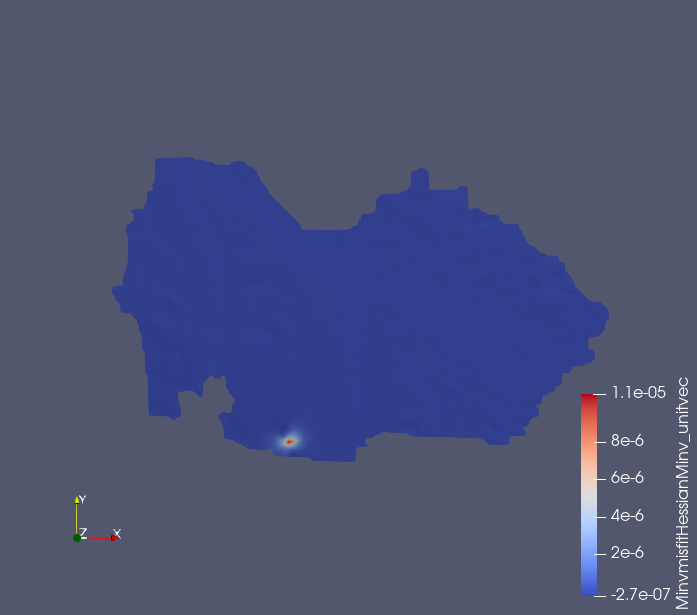 1.1e-05
8e-6
6e-6
4e-6
2e-6
-2.7e-07
MinvmisfitHessianMinv_unitvec
Y
Z
X